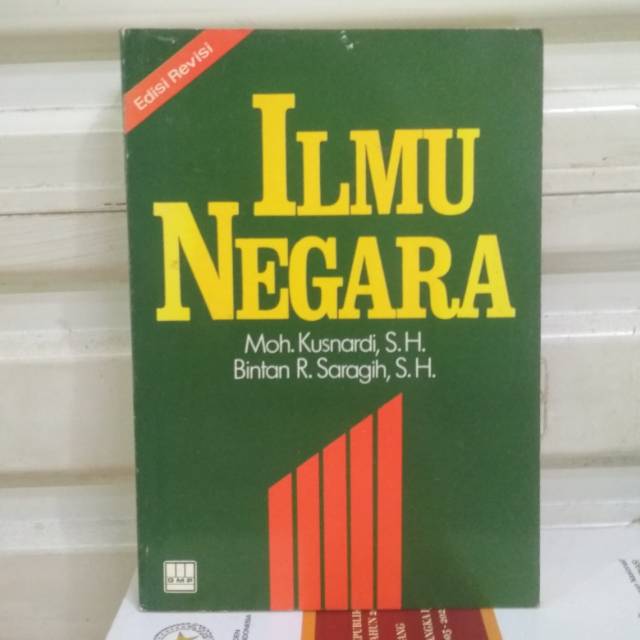 Edisi Revisi
ILMU
NEGARA
Moh. Kusnardi, S.H.
Bintan R. Saragih, S.H.
GMP